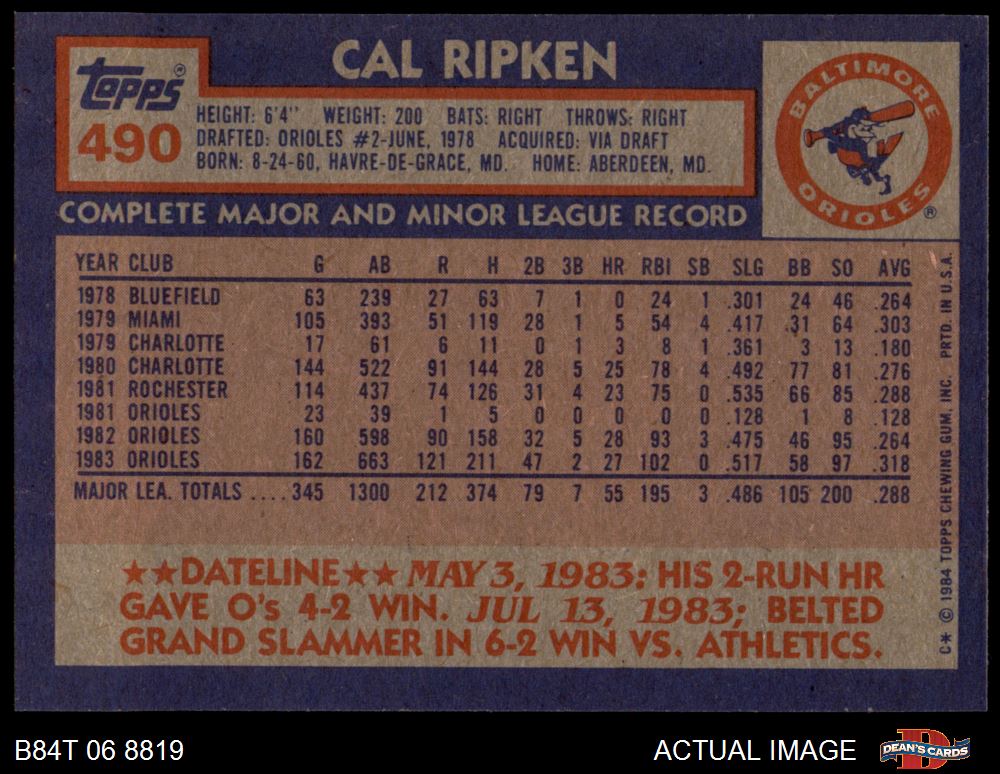 Topps®
490
CAL RIPKEN
HEIGHT: 6'4" WEIGHT: 200 BATS: RIGHT THROWS: RIGHT
DRAFTED: ORIOLES #2-JUNE, 1978 ACQUIRED: VIA DRAFT
BORN: 8-24-60, HAVRE-DE-GRACE, MD. HOME: ABERDEEN, MD.
BALTIMORE
ORIOLES®
COMPLETE MAJOR AND MINOR LEAGUE RECORD
YEAR CLUB G AB R H 2B 3B HR RBI SB SLG BB SO AVG
1978 BLUEFIELD 63 239 27 63 7 1 0 24 1 .301 24 46 .264
1979 MIAMI 105 393 51 119 28 1 5 54 4 .417 31 64 .303
1979 CHARLOTTE 17 61 6 11 0 1 3 8 1 .361 3 13 .180
1980 CHARLOTTE 144 522 91 144 28 5 25 78 4 .492 77 81 .276
1981 ROCHESTER 114 437 74 126 31 4 23 75 0 .535 66 85 .288
1981 ORIOLES 23 39 1 5 0 0 0 0 0 .128 1 8 .128
1982 ORIOLES 160 598 90 158 32 5 28 93 3 .475 46 95 .264
1983 ORIOLES 162 663 121 211 47 2 27 102 0 .517 58 97 .318
MAJOR LEA. TOTALS ....345 1300 212 374 79 7 55 195 3 .486 105 200 .288
★★DATELINE★★ MAY 3, 1983: HIS 2-RUN HR
GAVE O's 4-2 WIN. JUL 13, 1983; BELTED
GRAND SLAMMER IN 6-2 WIN VS. ATHLETICS.
C* © 1984 TOPPS CHEWING GUM, INC. PRTD. IN U.S.A.
B84T 06 8819
ACTUAL IMAGE
D
DEAN'S CARDS